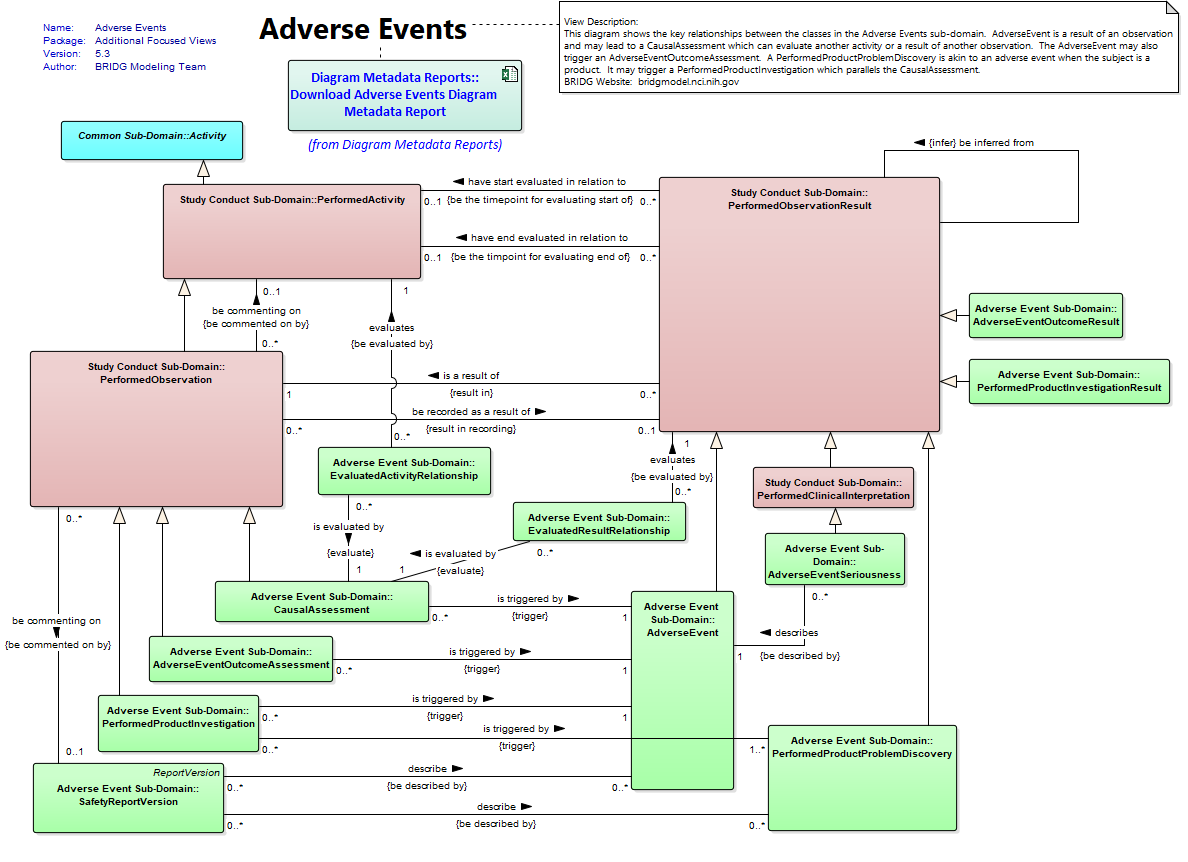 Name: Adverse Events
Package: Additional Focused Views
Version: 5.3
Author: BRIDG Modeling Team
Adverse Events
View Description:
This diagram shows the key relationships between the classes in the Adverse Events sub-domain. AdverseEvent is a result of an observation
and may lead to a CausalAssessment which can evaluate another activity or a result of another observation. The AdverseEvent may also
trigger an AdverseEventOutcomeAssessment. A PerformedProductProblemDiscovery is akin to an adverse event when the subject is a
product. It may trigger a PerformedProductInvestigation which parallels the CausalAssessment.
BRIDG Website: bridgmodel.nci.nih.gov
Diagram Metadata Reports::
Download Adverse Events Diagram
Metadata Report
(from Diagram Metadata Reports)
Common Sub-Domain::Activity
Study Conduct Sub-Domain::PerformedActivity
have start evaluated in relation to
0..1 {be the timepoint for evaluating start of} 0..*
have end evaluated in relation to
0..1 {be the timpoint for evaluating end of} 0..*
Study Conduct Sub-Domain::
PerformedObservationResult
{infer} be inferred from
Adverse Event Sub-Domain::
AdverseEventOutcomeResult
Adverse Event Sub-Domain::
PerformedProductInvestigationResult
0..1
be commenting on
{be commented on by}
0..*
1
evaluates
{be evaluated by}
0..*
Study Conduct Sub-Domain::
PerformedObservation
is a result of
1 {result in} 0..*
be recorded as a result of
0..* {result in recording} 0..1
Adverse Event Sub-Domain::
EvaluatedActivityRelationship
1
evaluates
{be evaluated by}
0..*
Study Conduct Sub-Domain::
PerformedClinicalInterpretation
0..*
is evaluated by
{evaluate}
1
Adverse Event Sub-Domain::
EvaluatedResultRelationship
is evaluated by 0..*
1 {evaluate}
Adverse Event Sub-
Domain::
AdverseEventSeriousness
0..*
describes
1 {be described by}
Adverse Event Sub-Domain::
CausalAssessment
is triggered by
0..* {trigger} 1
Adverse Event
Sub-Domain::
AdverseEvent
0..*
be commenting on
{be commented on by}
0..1
Adverse Event Sub-Domain::
AdverseEventOutcomeAssessment
is triggered by
0..* {trigger} 1
Adverse Event Sub-Domain::
PerformedProductInvestigation
is triggered by
0..* {trigger} 1
is triggered by
0..* {trigger} 1..*
Adverse Event Sub-Domain::
PerformedProductProblemDiscovery
ReportVersion
Adverse Event Sub-Domain::
SafetyReportVersion
describe
0..* {be described by} 0..*
describe
0..* {be described by} 0..*